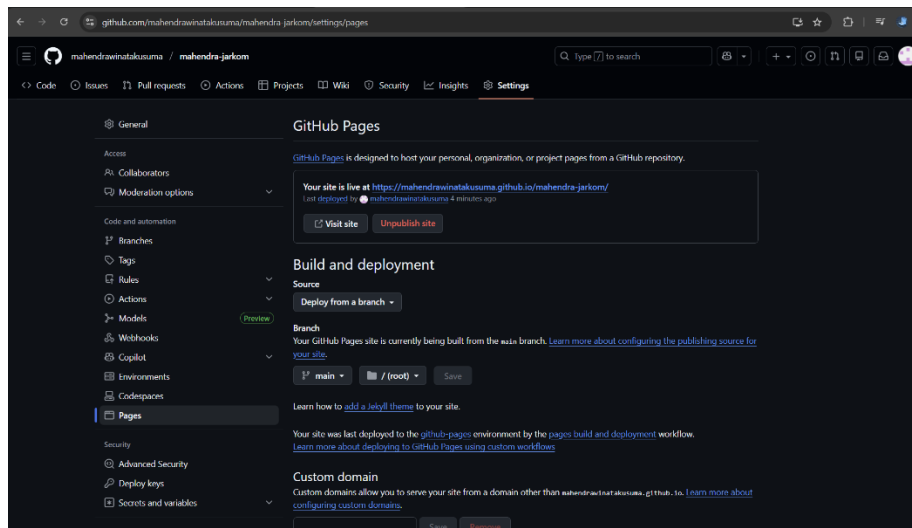 github.com/mahendrawinatakusuma/mahendra-jarkom/settings/pages
mahendrawinatakusuma / mahendra-jarkom
Type / to search
Code Issues Pull requests Actions Projects Wiki Security Insights Settings
General
Access
Collaborators
Moderation options
Code and automation
Branches
Tags
Rules
Actions
Models Preview
Webhooks
Copilot
Environments
Codespaces
Pages
Security
Advanced Security
Deploy keys
Secrets and variables
GitHub Pages
GitHub Pages is designed to host your personal, organization, or project pages from a GitHub repository.
Your site is live at https://mahendrawinatakusuma.github.io/mahendra-jarkom/
Last deployed by mahendrawinatakusuma 4 minutes ago
Visit site Unpublish site
Build and deployment
Source
Deploy from a branch
Branch
Your GitHub Pages site is currently being built from the main branch. Learn more about configuring the publishing source for
your site.
main / (root) Save
Learn how to add a Jekyll theme to your site.
Your site was last deployed to the github-pages environment by the pages build and deployment workflow.
Learn more about deploying to GitHub Pages using custom workflows
Custom domain
Custom domains allow you to serve your site from a domain other than mahendrawinatakusuma.github.io. Learn more about
configuring custom domains.
Save Remove